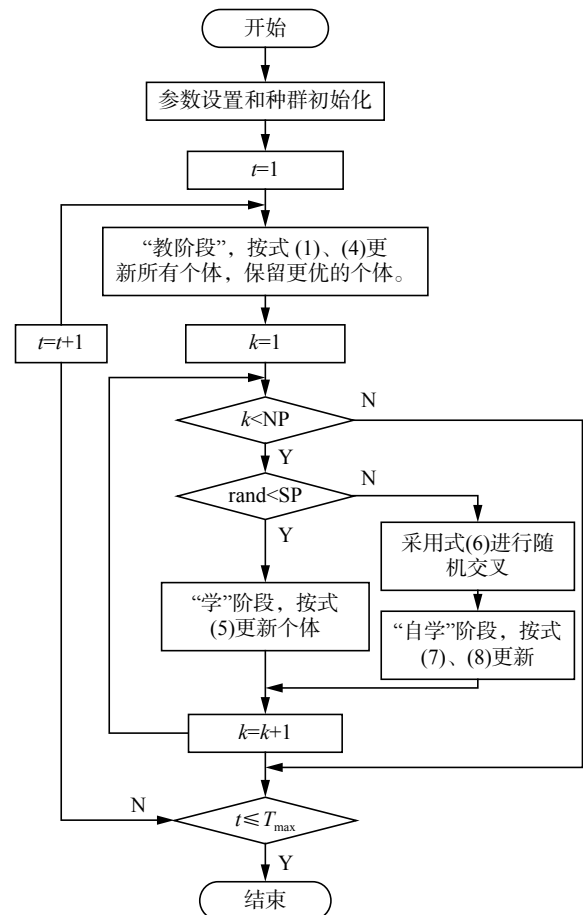 开始
参数设置和种群初始化
t=1
“教阶段”，按式 (1)、(4)更
新所有个体，保留更优的个体。
t=t+1
k=1
k<NP
N
Y
rand<SP
N
Y
采用式(6)进行随
机交叉
“学”阶段，按式
(5)更新个体
“自学”阶段，按式
(7)、(8)更新
k=k+1
N
t≤Tmax
Y
结束